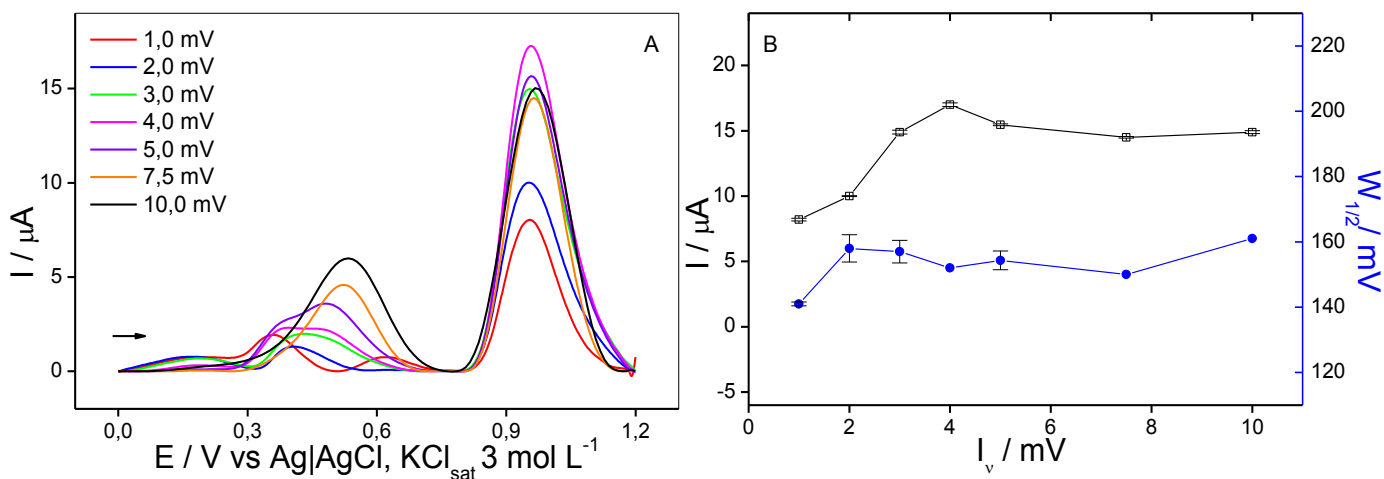 A
1,0 mV
2,0 mV
3,0 mV
4,0 mV
5,0 mV
7,5 mV
10,0 mV
15
10
5
0
I / μA
0,0 0,3 0,6 0,9 1,2
E / V vs Ag|AgCl, KCl_sat 3 mol L^-1
B
20
15
10
5
0
-5
I / μA
220
200
180
160
140
120
W_1/2 / mV
0 2 4 6 8 10
I_ν / mV